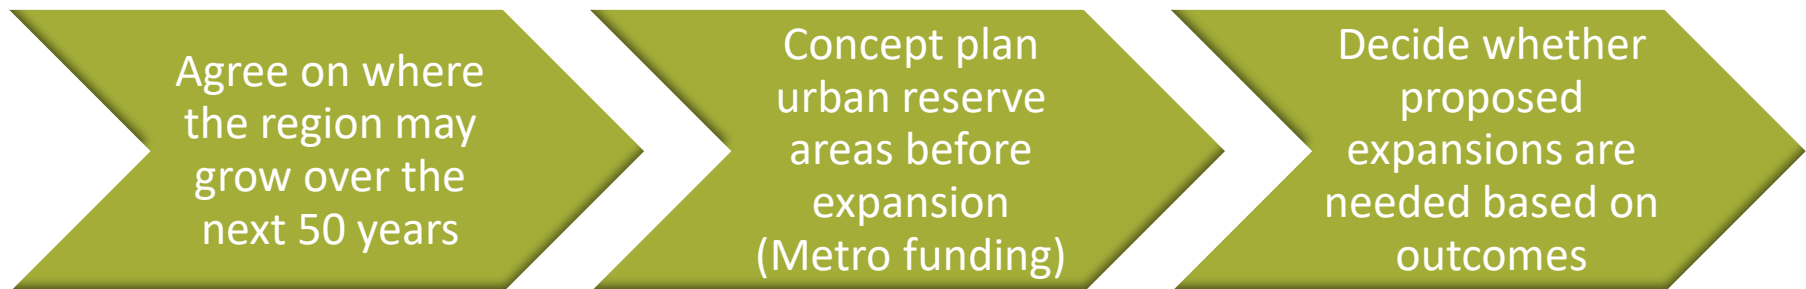 Agree on where
the region may
grow over the
next 50 years
Concept plan
urban reserve
areas before
expansion
(Metro funding)
Decide whether
proposed
expansions are
needed based on
outcomes